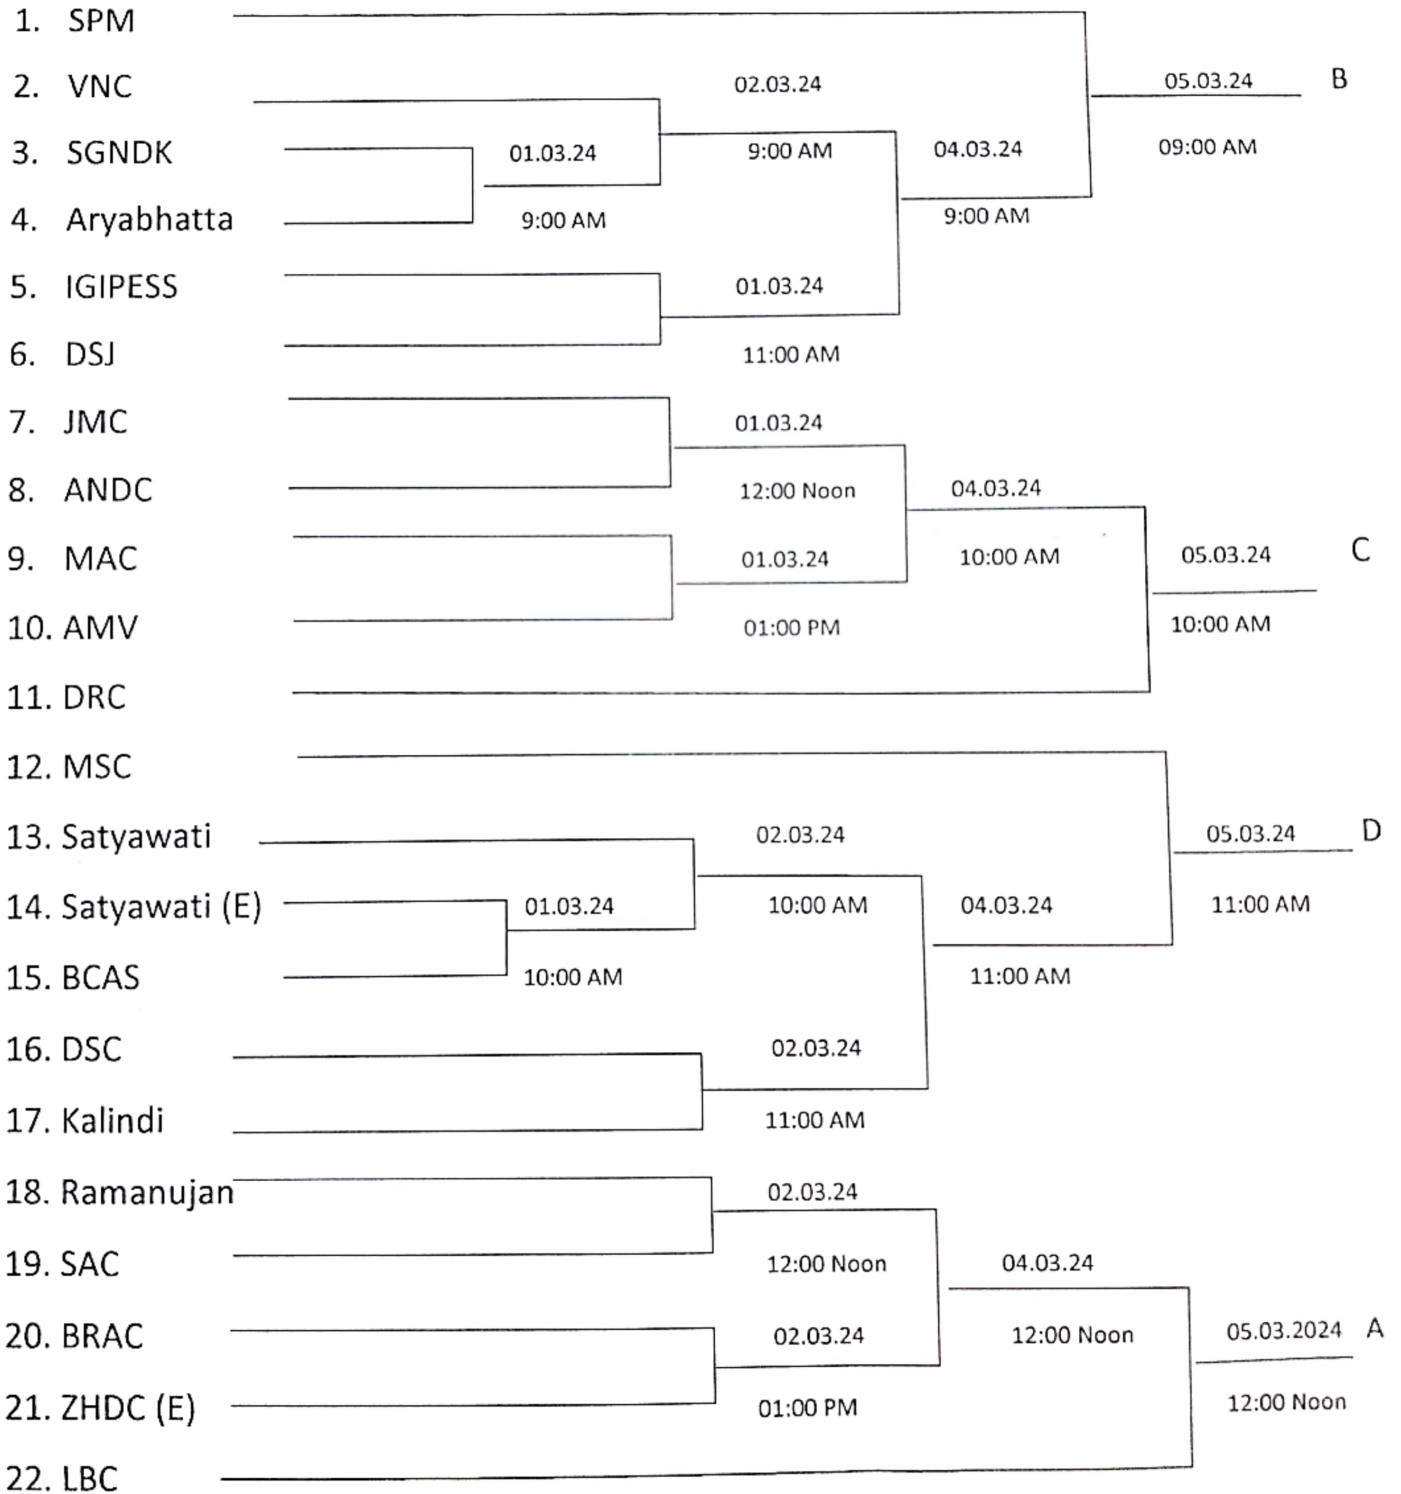 1. SPM
2. VNC
02.03.24
05.03.24 B
3. SGNDK
01.03.24
9:00 AM
04.03.24
09:00 AM
4. Aryabhatta
9:00 AM
9:00 AM
5. IGIPESS
01.03.24
6. DSJ
11:00 AM
7. JMC
01.03.24
8. ANDC
12:00 Noon
04.03.24
9. MAC
01.03.24
10:00 AM
05.03.24 C
10. AMV
01:00 PM
10:00 AM
11. DRC
12. MSC
13. Satyawati
02.03.24
05.03.24 D
14. Satyawati (E)
01.03.24
10:00 AM
04.03.24
11:00 AM
15. BCAS
10:00 AM
11:00 AM
16. DSC
02.03.24
17. Kalindi
11:00 AM
18. Ramanujan
02.03.24
19. SAC
12:00 Noon
04.03.24
20. BRAC
02.03.24
12:00 Noon
05.03.2024 A
21. ZHDC (E)
01:00 PM
12:00 Noon
22. LBC